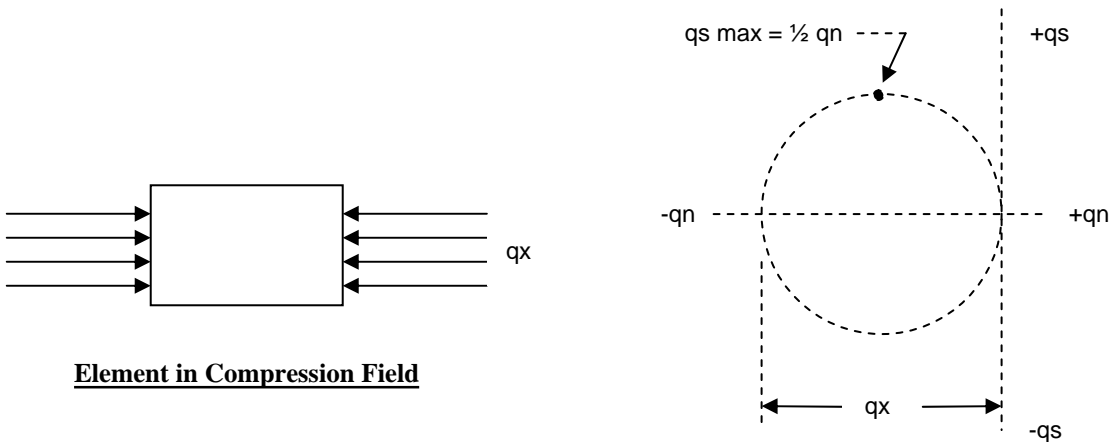 qs max = ½ qn
+qs
-qn
+qn
qx
Element in Compression Field
qx
-qs